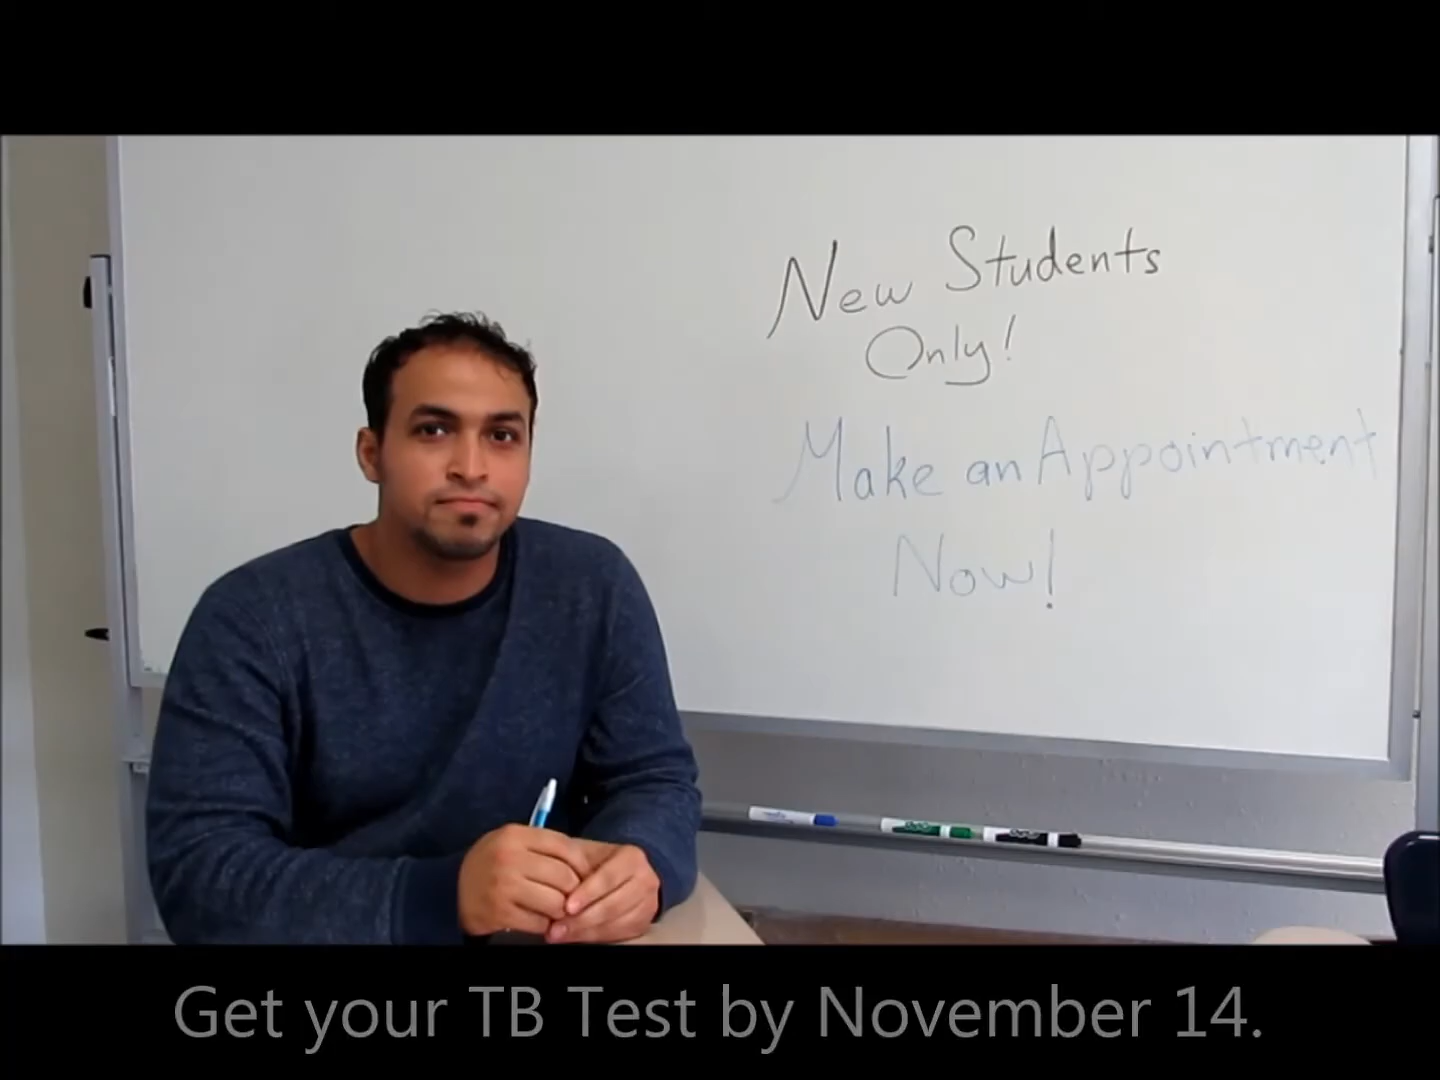 New Students
Only!
Make an Appointment
Now!
Get your TB Test by November 14.